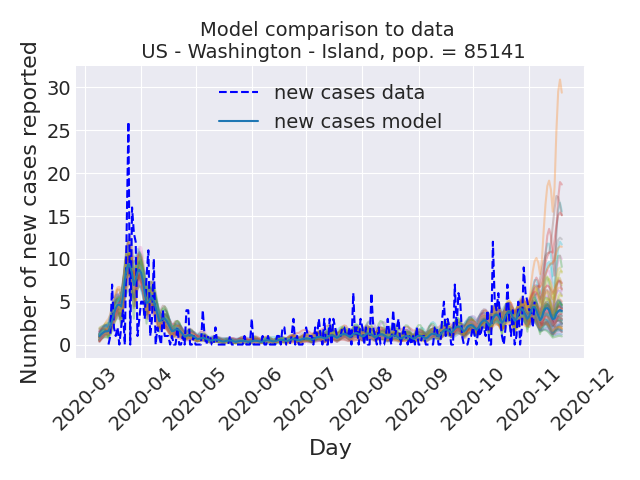 Model comparison to data
US - Washington - Island, pop. = 85141
new cases data
new cases model
Number of new cases reported
30
25
20
15
10
5
0
2020-03
2020-04
2020-05
2020-06
2020-07
2020-08
2020-09
2020-10
2020-11
2020-12
Day